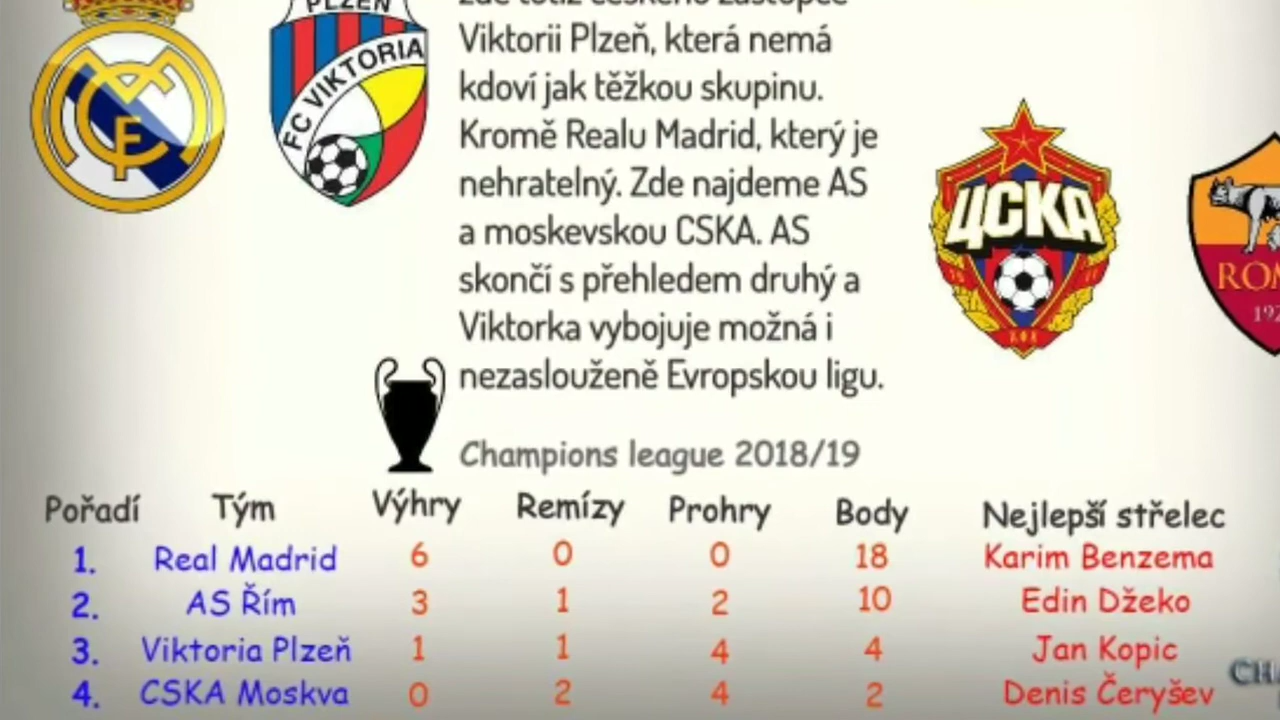 PLZEŇ
FC VIKTORIA
Viktorii Plzeň, která nemá
kdoví jak těžkou skupinu.
Kromě Realu Madrid, který je
nehratelný. Zde najdeme AS
a moskevskou CSKA. AS
skončí s přehledem druhý a
Viktorka vybojuje možná i
nezaslouženě Evropskou ligu.
ЦСКА
Champions league 2018/19
Pořadí Tým Výhry Remízy Prohry Body Nejlepší střelec
1. Real Madrid 6 0 0 18 Karim Benzema
2. AS Řím 3 1 2 10 Edin Džeko
3. Viktoria Plzeň 1 1 4 4 Jan Kopic
4. CSKA Moskva 0 2 4 2 Denis Čeryšev